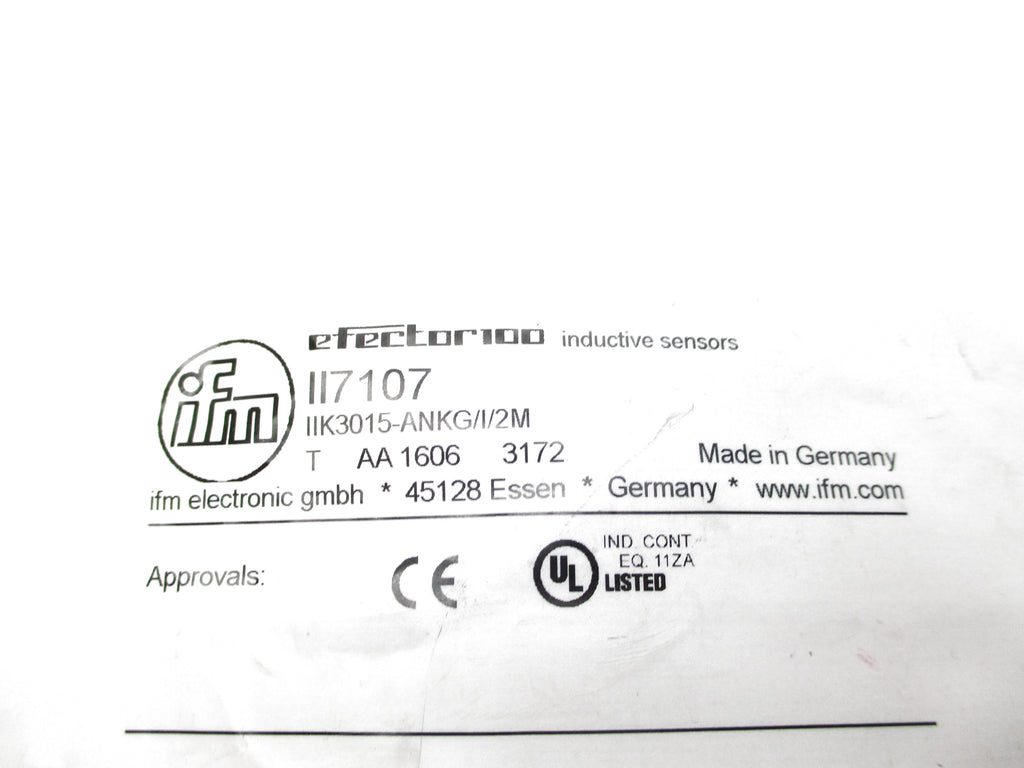 efector100 inductive sensors
ifm
II7107
IIK3015-ANKG/I/2M
T AA 1606 3172 Made in Germany
ifm electronic gmbh * 45128 Essen * Germany * www.ifm.com
Approvals: CE UL IND. CONT.
EQ. 11ZA
LISTED